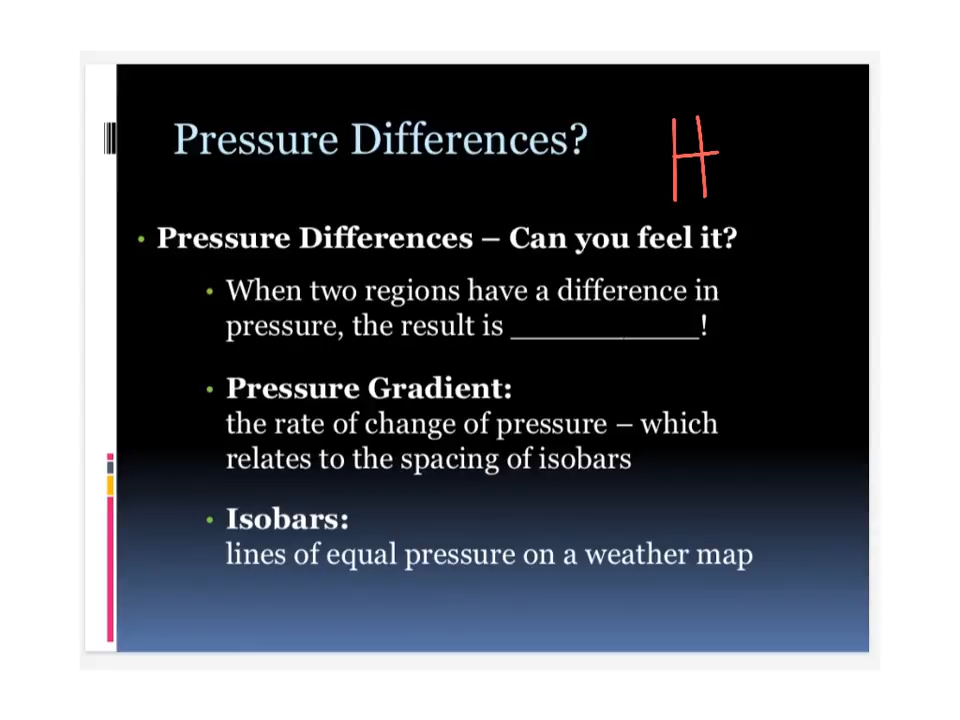 Pressure Differences?
H
• Pressure Differences – Can you feel it?
• When two regions have a difference in
pressure, the result is ____________!
• Pressure Gradient:
the rate of change of pressure – which
relates to the spacing of isobars
• Isobars:
lines of equal pressure on a weather map